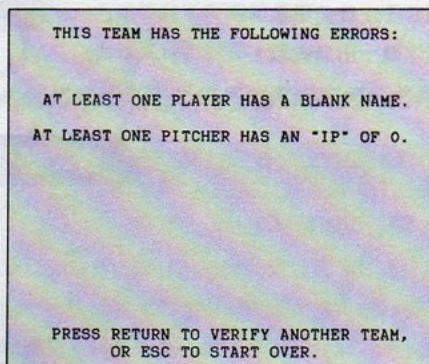 THIS TEAM HAS THE FOLLOWING ERRORS:
AT LEAST ONE PLAYER HAS A BLANK NAME.
AT LEAST ONE PITCHER HAS AN "IP" OF 0.
PRESS RETURN TO VERIFY ANOTHER TEAM,
OR ESC TO START OVER.